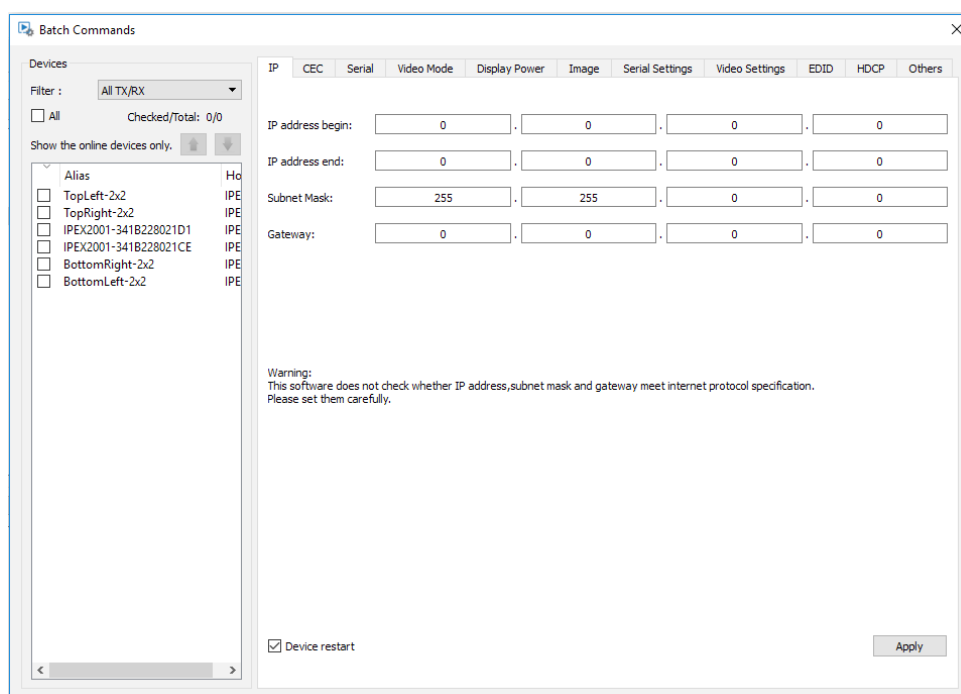 Batch Commands
Devices
Filter : All TX/RX
All Checked/Total: 0/0
Show the online devices only.
Alias Ho
TopLeft-2x2 IPE
TopRight-2x2 IPE
IPEX2001-341B228021D1 IPE
IPEX2001-341B228021CE IPE
BottomRight-2x2 IPE
BottomLeft-2x2 IPE
IP CEC Serial Video Mode Display Power Image Serial Settings Video Settings EDID HDCP Others
IP address begin: 0 . 0 . 0 . 0
IP address end: 0 . 0 . 0 . 0
Subnet Mask: 255 . 255 . 0 . 0
Gateway: 0 . 0 . 0 . 0
Warning:
This software does not check whether IP address,subnet mask and gateway meet internet protocol specification.
Please set them carefully.
Device restart Apply